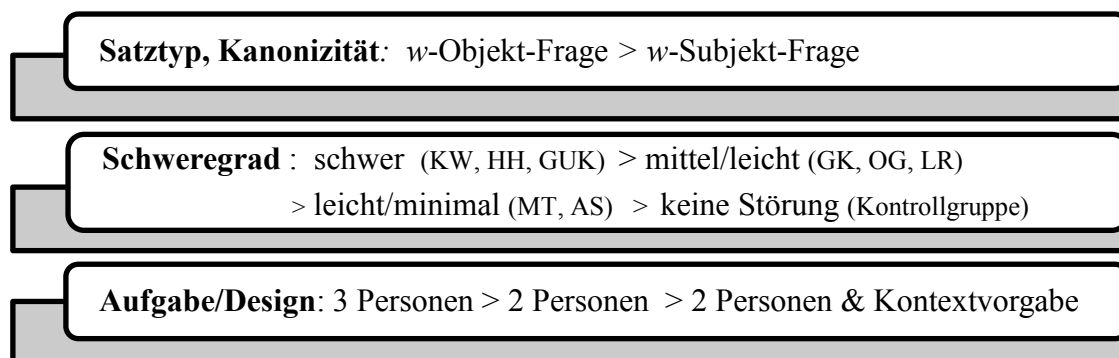 Satztyp, Kanonizität: w-Objekt-Frage > w-Subjekt-Frage
Schweregrad : schwer (KW, HH, GUK) > mittel/leicht (GK, OG, LR)
> leicht/minimal (MT, AS) > keine Störung (Kontrollgruppe)
Aufgabe/Design: 3 Personen > 2 Personen > 2 Personen & Kontextvorgabe